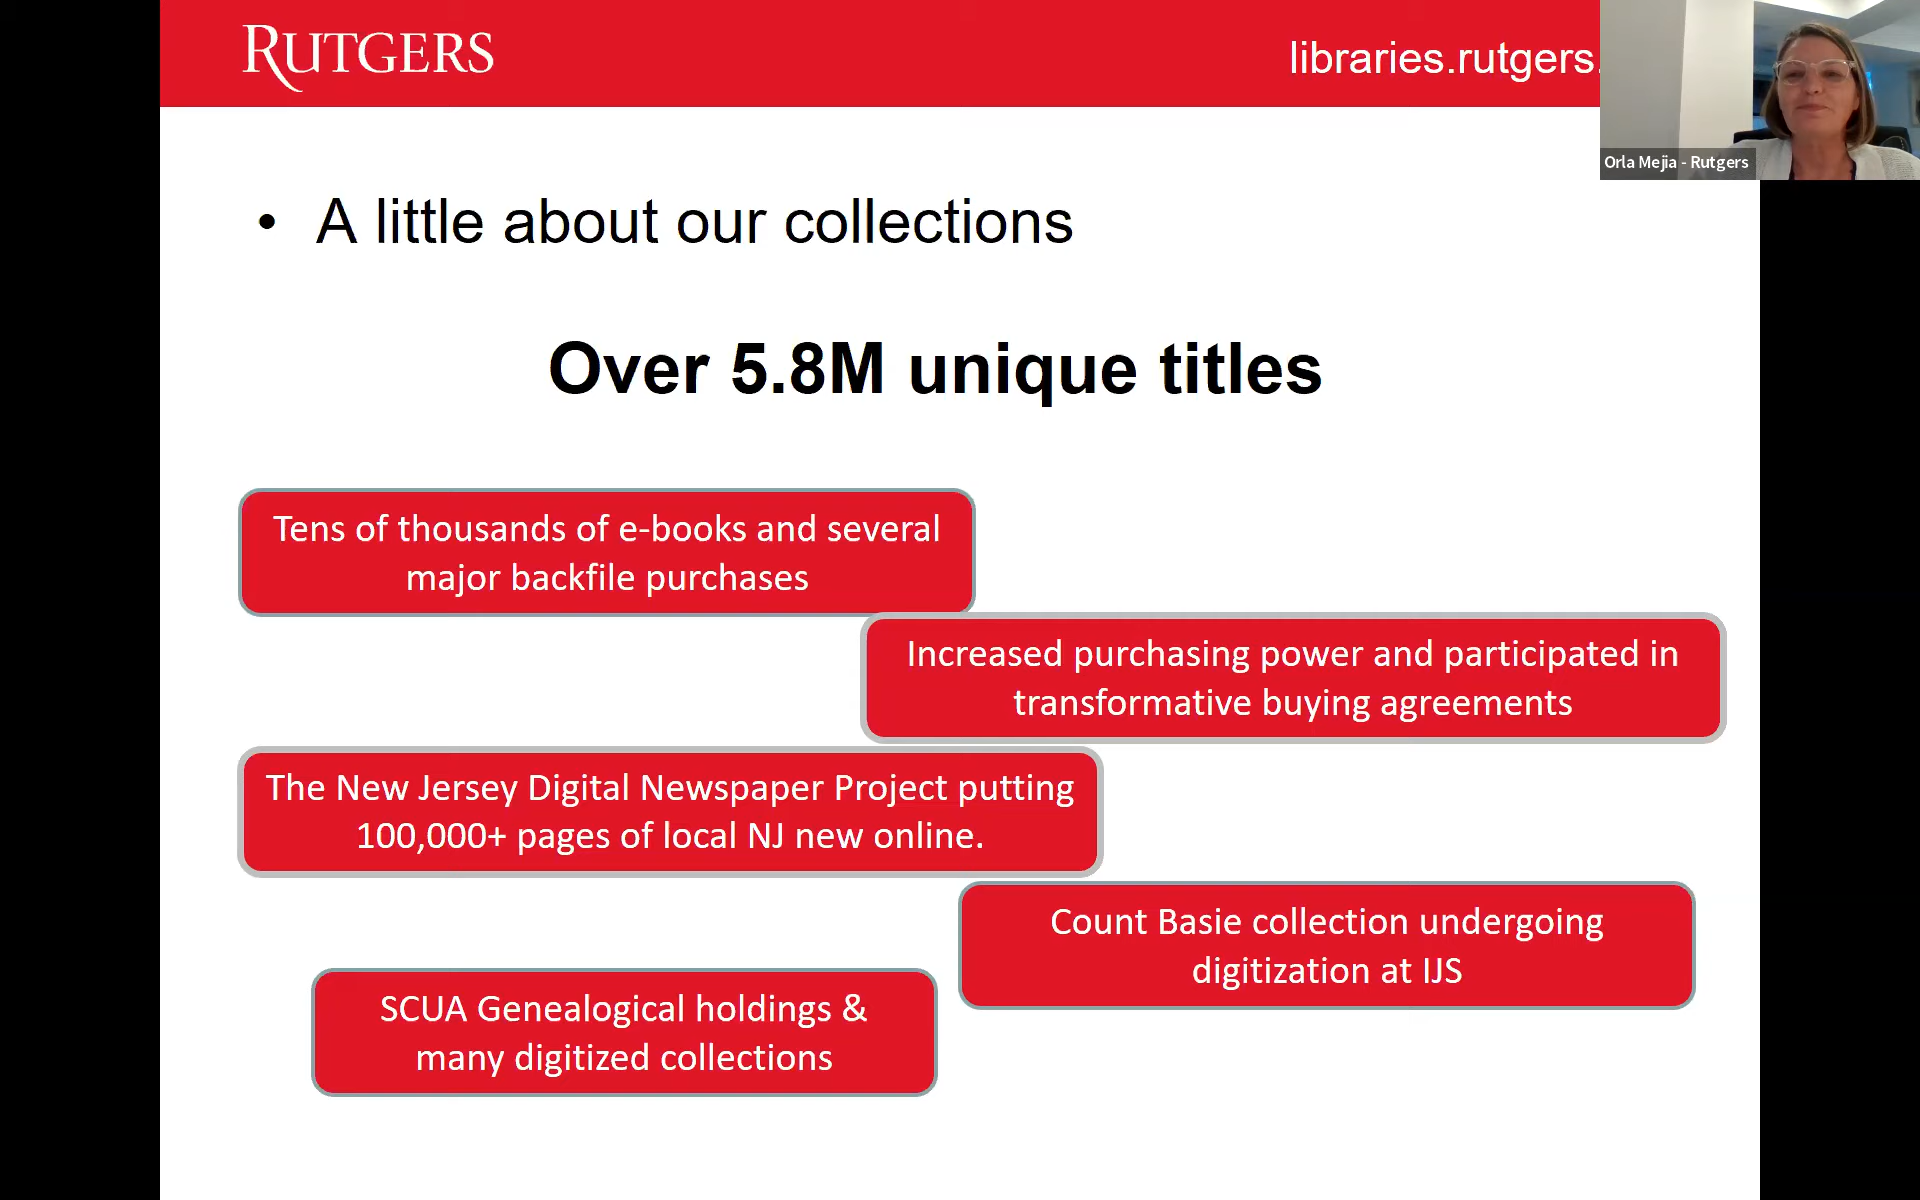 RUTGERS
libraries.rutgers.
Orla Mejia - Rutgers
• A little about our collections
Over 5.8M unique titles
Tens of thousands of e-books and several
major backfile purchases
Increased purchasing power and participated in
transformative buying agreements
The New Jersey Digital Newspaper Project putting
100,000+ pages of local NJ new online.
Count Basie collection undergoing
digitization at IJS
SCUA Genealogical holdings &
many digitized collections